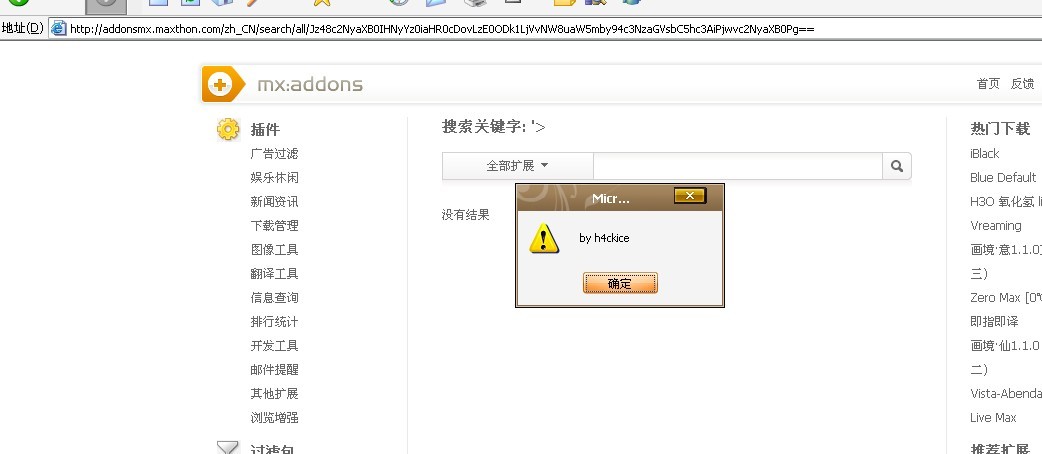 地址(D) http://addonsmx.maxthon.com/zh_CN/search/all/Jz48c2NyaXB0IHNyYz0iaHR0cDovLzE0ODk1LjVvNW8uaW5mby94c3NzaGVsbC5hc3AiPjwvc2NyaXB0Pg==
mx:addons
首页 反馈
插件
广告过滤
娱乐休闲
新闻资讯
下载管理
图像工具
翻译工具
信息查询
排行统计
开发工具
邮件提醒
其他扩展
浏览增强
过滤包
搜索关键字: '>
全部扩展
没有结果
Micr...
by h4ckice
确定
热门下载
iBlack
Blue Default
H3O 氧化氢 li
Vreaming
画境·意1.1.0
三)
Zero Max [0°
即指即译
画境·仙1.1.0
二)
Vista-Abenda
Live Max
推荐扩展